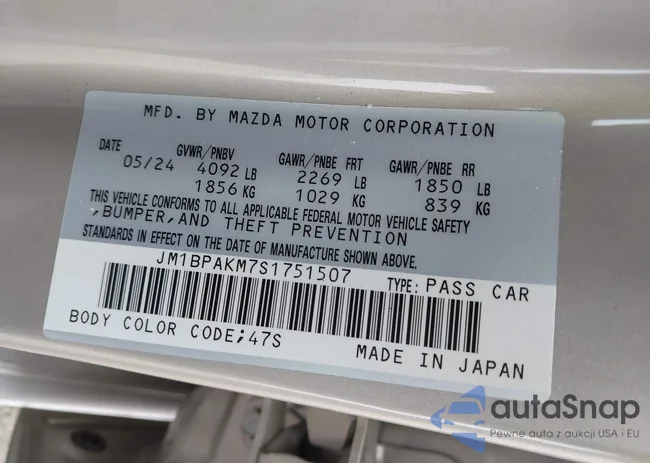 MFD. BY MAZDA MOTOR CORPORATION
DATE GVWR/PNBV GAWR/PNBE FRT GAWR/PNBE RR
05/24 4092 LB 2269 LB 1850 LB
1856 KG 1029 KG 839 KG
THIS VEHICLE CONFORMS TO ALL APPLICABLE FEDERAL MOTOR VEHICLE SAFETY
,BUMPER,AND THEFT PREVENTION
STANDARDS IN EFFECT ON THE DATE OF MANUFACTURE SHOWN ABOVE.
JM1BPAKM7S1751507 TYPE: PASS CAR
BODY COLOR CODE;47S MADE IN JAPAN
autaSnap
Pewne auta z aukcji USA i EU